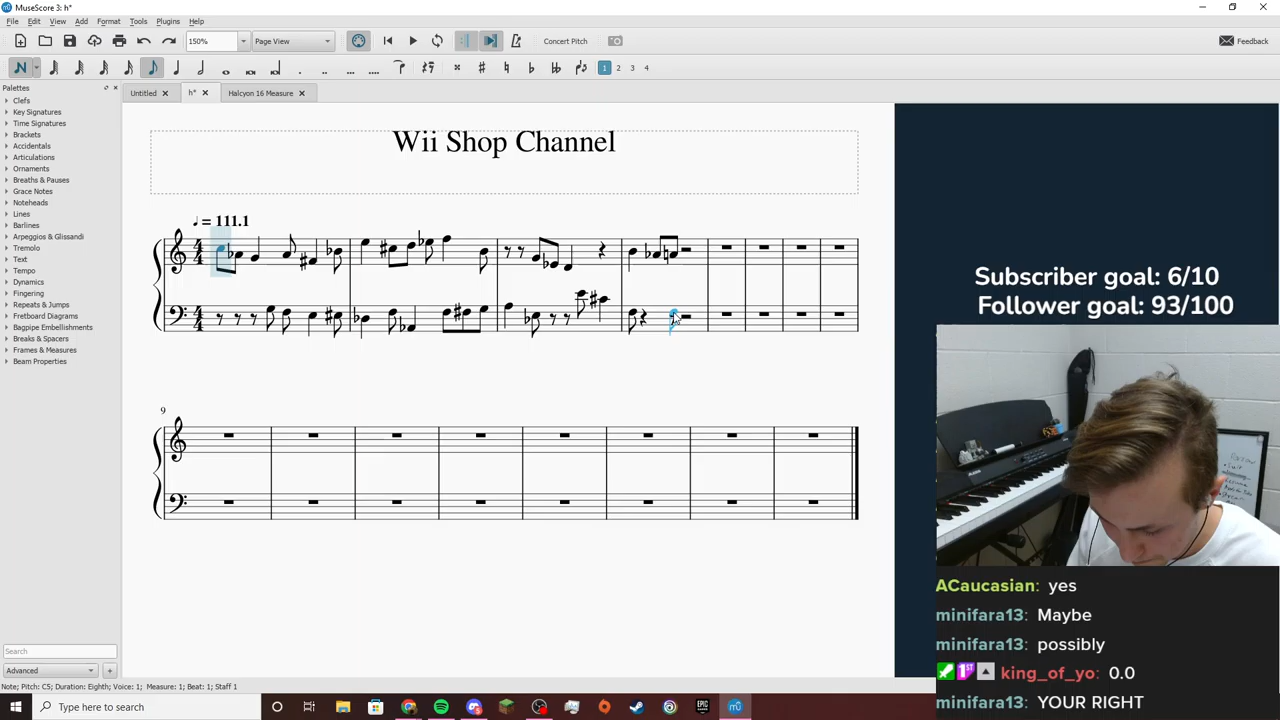 MuseScore 3: h*
File Edit View Add Format Tools Plugins Help
150% Page View Concert Pitch Feedback
1 2 3 4
Palettes
Untitled h* Halcyon 16 Measure
Clefs
Key Signatures
Time Signatures
Brackets
Accidentals
Articulations
Ornaments
Breaths & Pauses
Grace Notes
Noteheads
Lines
Barlines
Arpeggios & Glissandi
Tremolo
Text
Tempo
Dynamics
Fingering
Repeats & Jumps
Fretboard Diagrams
Bagpipe Embellishments
Breaks & Spacers
Frames & Measures
Beam Properties
Search
Advanced +
Note; Pitch: C5; Duration: Eighth; Voice: 1; Measure: 1; Beat: 1; Staff 1
Wii Shop Channel
♩ = 111.1
9
Subscriber goal: 6/10
Follower goal: 93/100
ACaucasian: yes
minifara13: Maybe
minifara13: possibly
king_of_yo: 0.0
minifara13: YOUR RIGHT
Type here to search